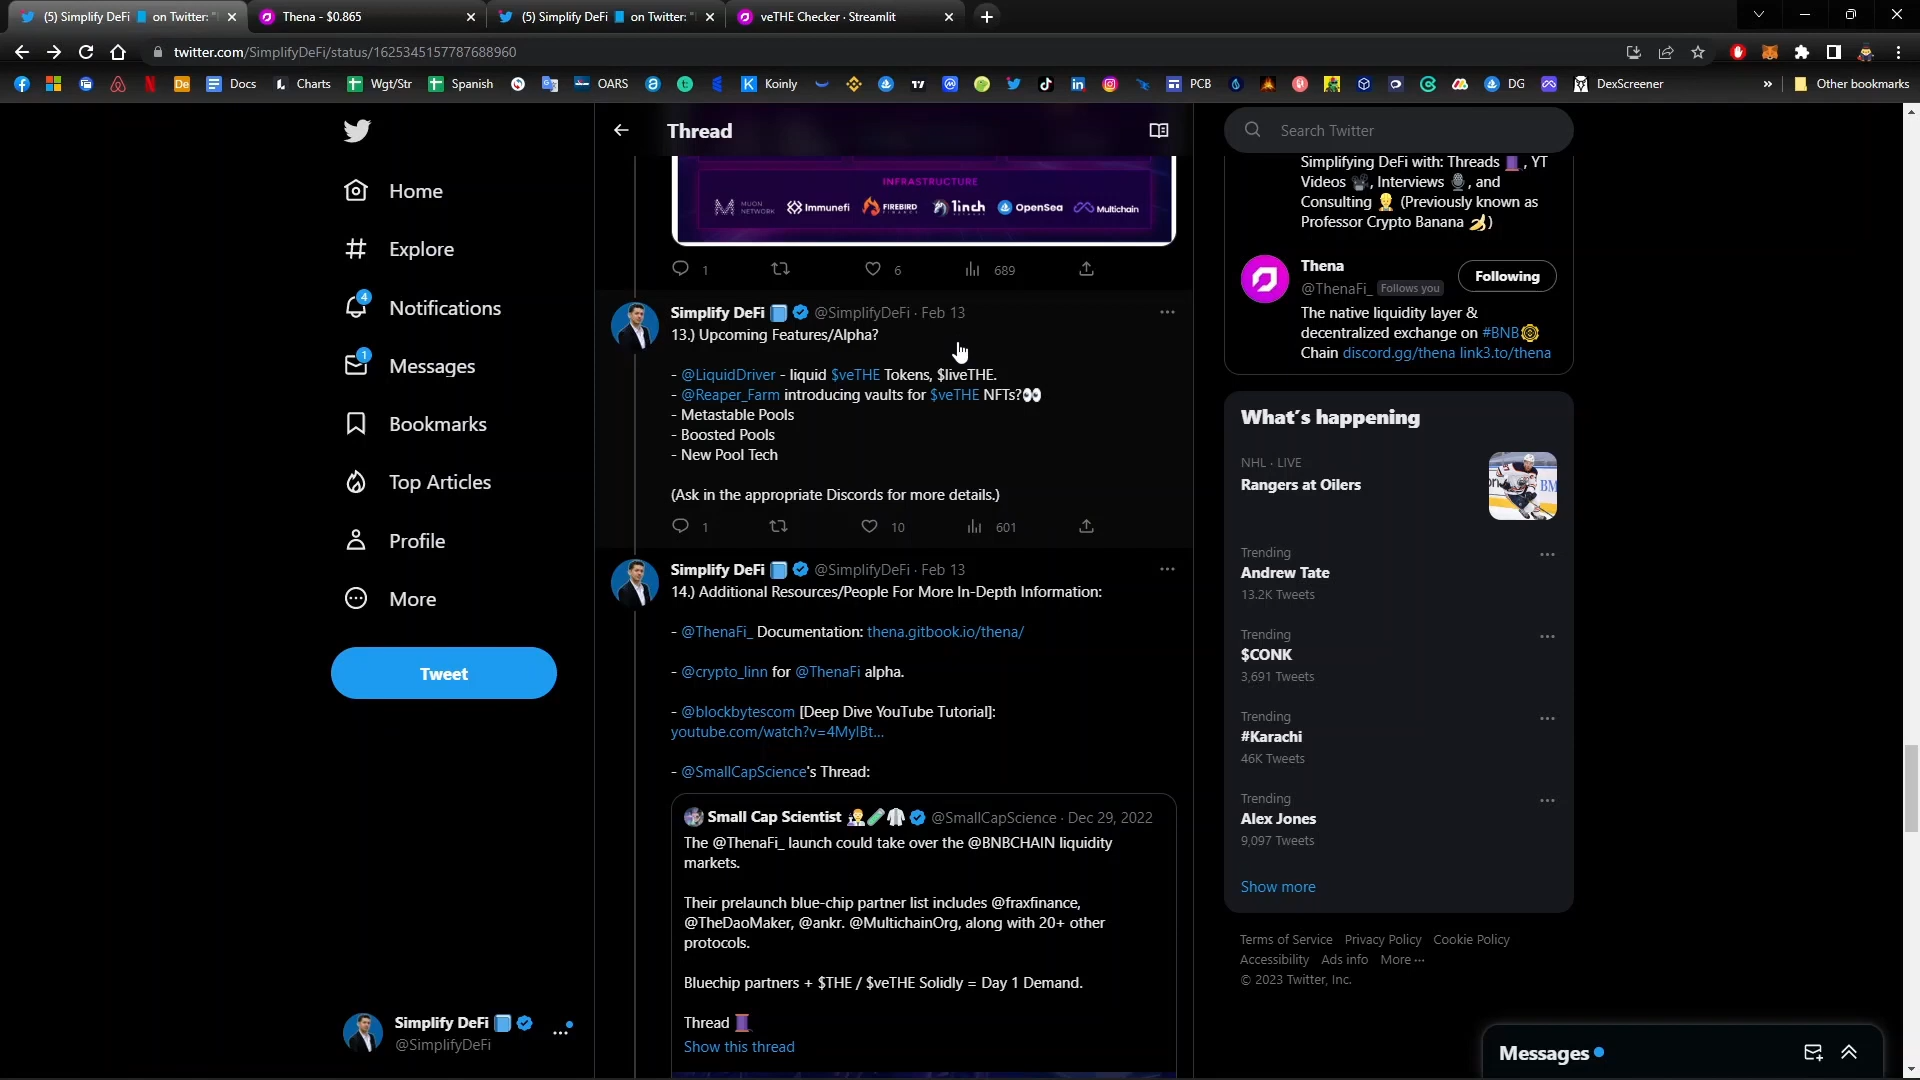 (5) Simplify DeFi on Twitter: "
Thena - $0.865
(5) Simplify DeFi on Twitter: "
veTHE Checker · Streamlit
twitter.com/SimplifyDeFi/status/1625345157787688960
Docs
Charts
Wgt/Str
Spanish
OARS
Koinly
PCB
DG
DexScreener
»
Other bookmarks
Home
Explore
4
Notifications
1
Messages
Bookmarks
Top Articles
Profile
More
Tweet
Simplify DeFi
@SimplifyDeFi
Thread
INFRASTRUCTURE
MUON NETWORK
Immunefi
FIREBIRD FINANCE
1inch
OpenSea
Multichain
1
6
689
Simplify DeFi @SimplifyDeFi · Feb 13
13.) Upcoming Features/Alpha?
- @LiquidDriver - liquid $veTHE Tokens, $liveTHE.
- @Reaper_Farm introducing vaults for $veTHE NFTs?👀
- Metastable Pools
- Boosted Pools
- New Pool Tech
(Ask in the appropriate Discords for more details.)
1
10
601
Simplify DeFi @SimplifyDeFi · Feb 13
14.) Additional Resources/People For More In-Depth Information:
- @ThenaFi_ Documentation: thena.gitbook.io/thena/
- @crypto_linn for @ThenaFi alpha.
- @blockbytescom [Deep Dive YouTube Tutorial]:
youtube.com/watch?v=4MylBt...
- @SmallCapScience's Thread:
Small Cap Scientist @SmallCapScience · Dec 29, 2022
The @ThenaFi_ launch could take over the @BNBCHAIN liquidity
markets.
Their prelaunch blue-chip partner list includes @fraxfinance,
@TheDaoMaker, @ankr. @MultichainOrg, along with 20+ other
protocols.
Bluechip partners + $THE / $veTHE Solidly = Day 1 Demand.
Thread 🧵
Show this thread
Search Twitter
Simplifying DeFi with: Threads 🧵, YT
Videos 📽, Interviews 🎙, and
Consulting (Previously known as
Professor Crypto Banana 🍌)
Thena
@ThenaFi_ Follows you
Following
The native liquidity layer &
decentralized exchange on #BNB
Chain discord.gg/thena link3.to/thena
What's happening
NHL · LIVE
Rangers at Oilers
Trending
Andrew Tate
13.2K Tweets
Trending
$CONK
3,691 Tweets
Trending
#Karachi
46K Tweets
Trending
Alex Jones
9,097 Tweets
Show more
Terms of Service Privacy Policy Cookie Policy
Accessibility Ads info More ···
© 2023 Twitter, Inc.
Messages